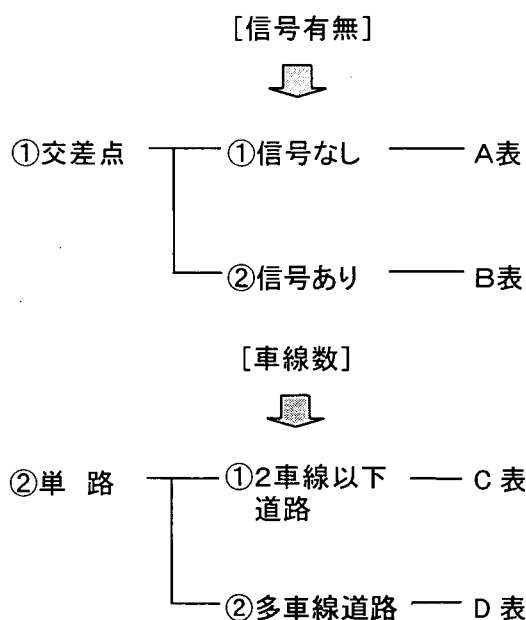 [信号有無]
①交差点 ①信号なし A表
②信号あり B表
[車線数]
②単 路 ①2車線以下 C表
道路
②多車線道路 D表